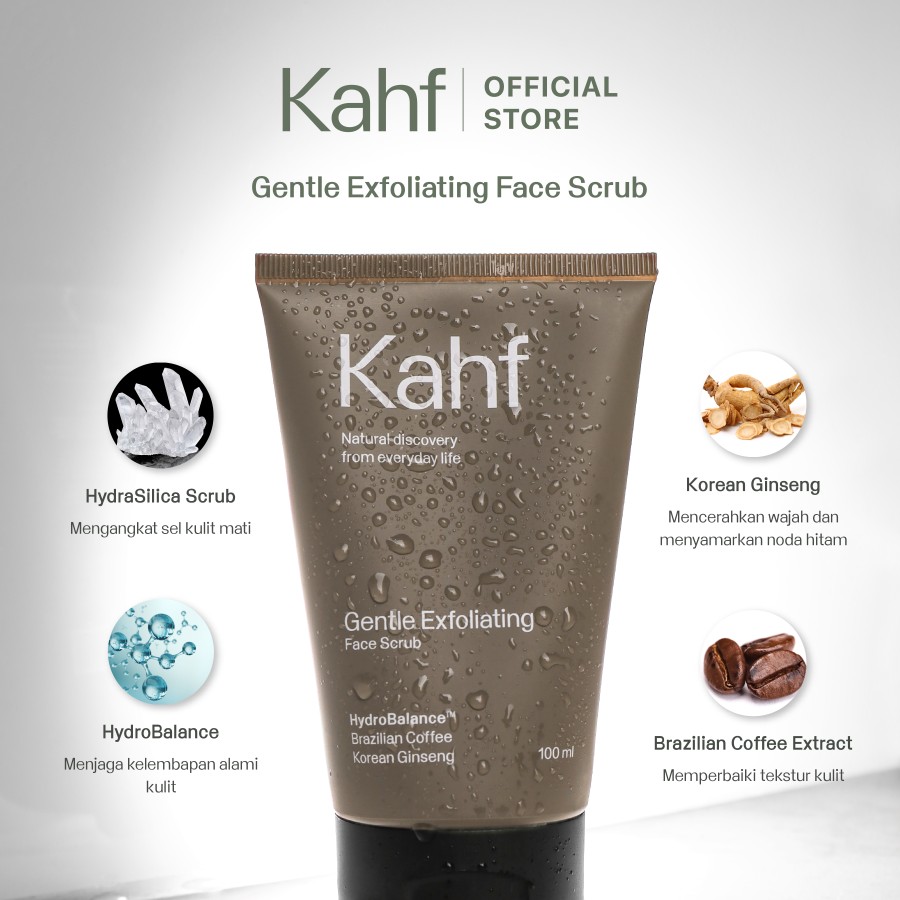 Kahf
OFFICIAL
STORE
Gentle Exfoliating Face Scrub
Kahf
Natural discovery
from everyday life
Gentle Exfoliating
Face Scrub
HydroBalance™
Brazilian Coffee
Korean Ginseng
100 ml
HydraSilica Scrub
Mengangkat sel kulit mati
HydroBalance
Menjaga kelembapan alami
kulit
Korean Ginseng
Mencerahkan wajah dan
menyamarkan noda hitam
Brazilian Coffee Extract
Memperbaiki tekstur kulit